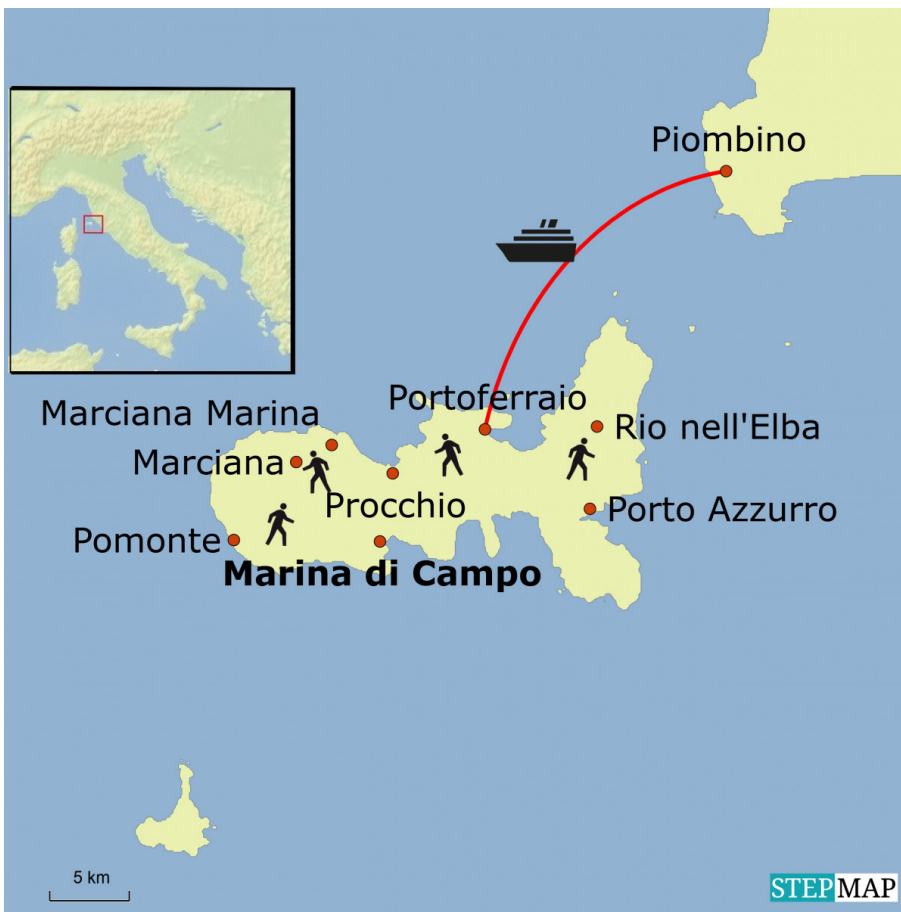 Piombino
Portoferraio
Marciana Marina
Rio nell'Elba
Marciana
Procchio
Porto Azzurro
Pomonte
Marina di Campo
5 km
STEPMAP